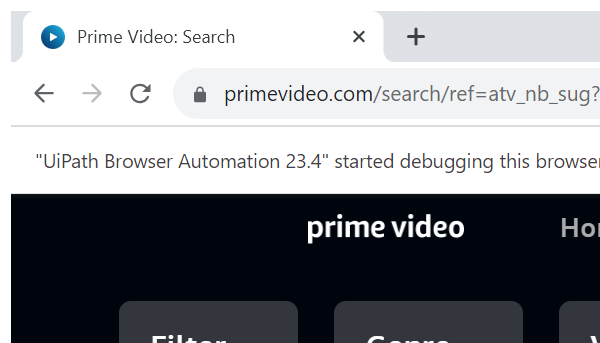 Prime Video: Search
primevideo.com/search/ref=atv_nb_sug?
"UiPath Browser Automation 23.4" started debugging this browser
prime video
Filter Genre